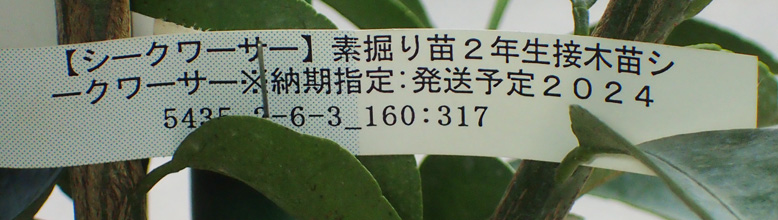 【シークワーサー】素掘り苗２年生接木苗シ
ークワーサー※納期指定：発送予定２０２４
5435 2-6-3_160:317